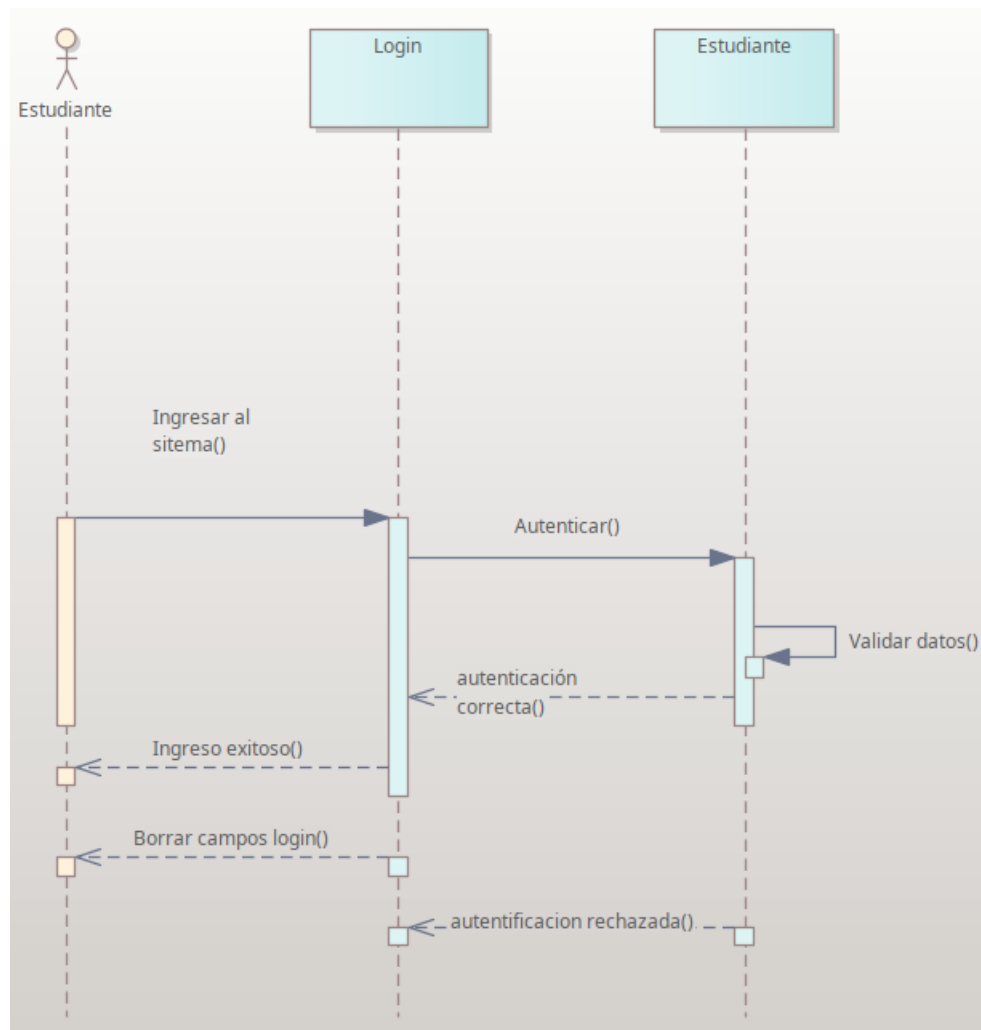 Login
Estudiante
Estudiante
Ingresar al
sitema()
Autenticar()
Validar datos()
autenticación
correcta()
Ingreso exitoso()
Borrar campos login()
autentificacion rechazada()